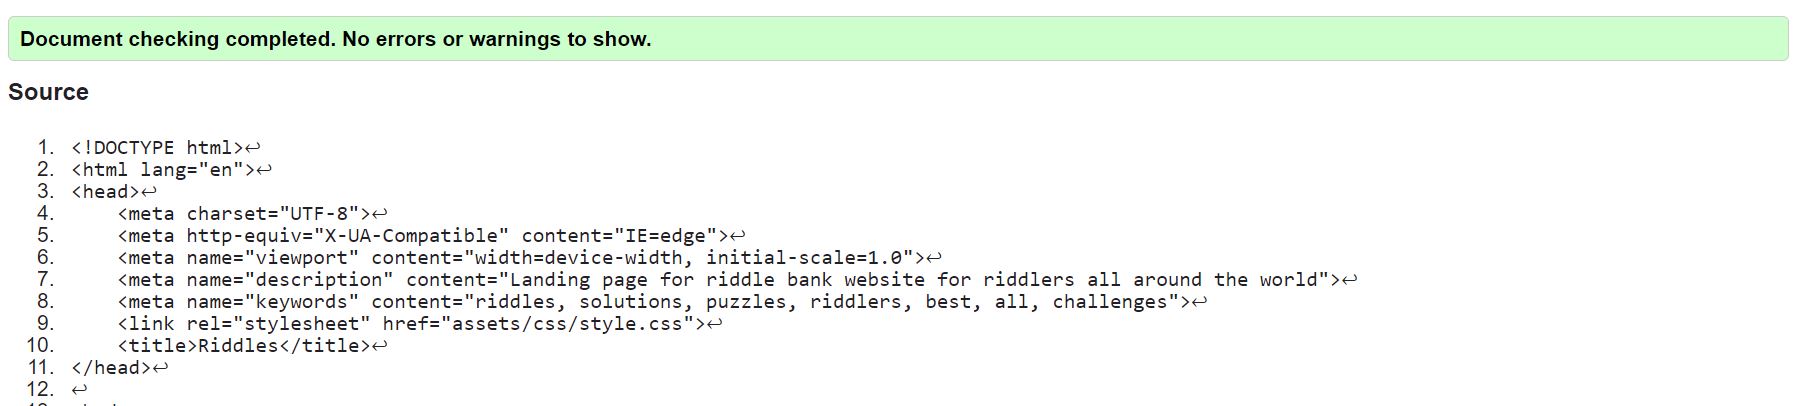 Document checking completed. No errors or warnings to show.
Source
1. <!DOCTYPE html>↩
2. <html lang="en">↩
3. <head>↩
4.     <meta charset="UTF-8">↩
5.     <meta http-equiv="X-UA-Compatible" content="IE=edge">↩
6.     <meta name="viewport" content="width=device-width, initial-scale=1.0">↩
7.     <meta name="description" content="Landing page for riddle bank website for riddlers all around the world">↩
8.     <meta name="keywords" content="riddles, solutions, puzzles, riddlers, best, all, challenges">↩
9.     <link rel="stylesheet" href="assets/css/style.css">↩
10.     <title>Riddles</title>↩
11. </head>↩
12. ↩